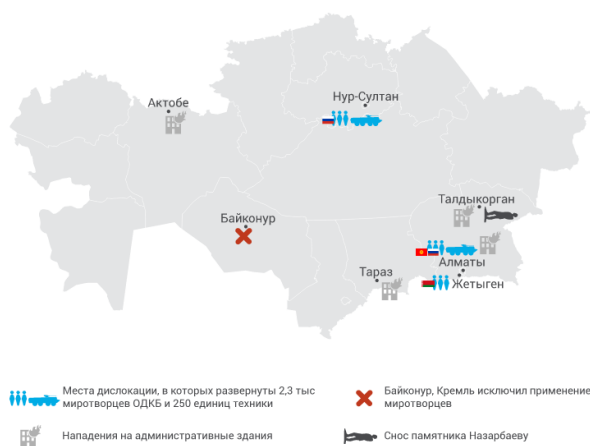 Актобе
Нур-Султан
Талдыкорган
Байконур
Алматы
Тараз
Жетыген
Места дислокации, в которых развернуты 2,3 тыс
миротворцев ОДКБ и 250 единиц техники
Байконур, Кремль исключил применение
миротворцев
Нападения на административные здания
Снос памятника Назарбаеву